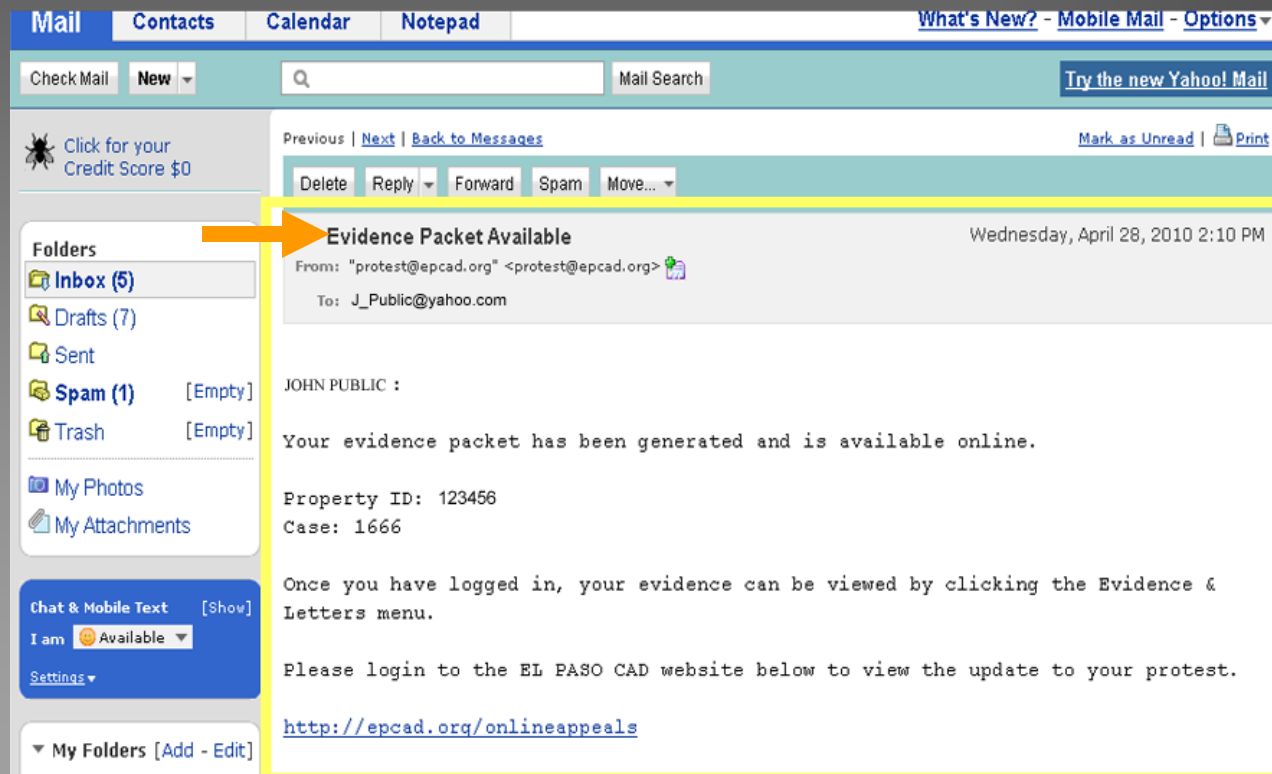 Mail Contacts Calendar Notepad What's New? - Mobile Mail - Options
Check Mail New Mail Search Try the new Yahoo! Mail
Click for your
Credit Score $0
Previous | Next | Back to Messages Mark as Unread | Print
Delete Reply Forward Spam Move...
Evidence Packet Available Wednesday, April 28, 2010 2:10 PM
From: "protest@epcad.org" <protest@epcad.org>
To: J_Public@yahoo.com
Folders
Inbox (5)
Drafts (7)
Sent
Spam (1) [Empty]
Trash [Empty]
My Photos
My Attachments
Chat & Mobile Text [Show]
I am Available
Settings
My Folders [Add - Edit]
JOHN PUBLIC :
Your evidence packet has been generated and is available online.
Property ID: 123456
Case: 1666
Once you have logged in, your evidence can be viewed by clicking the Evidence &
Letters menu.
Please login to the EL PASO CAD website below to view the update to your protest.
http://epcad.org/onlineappeals